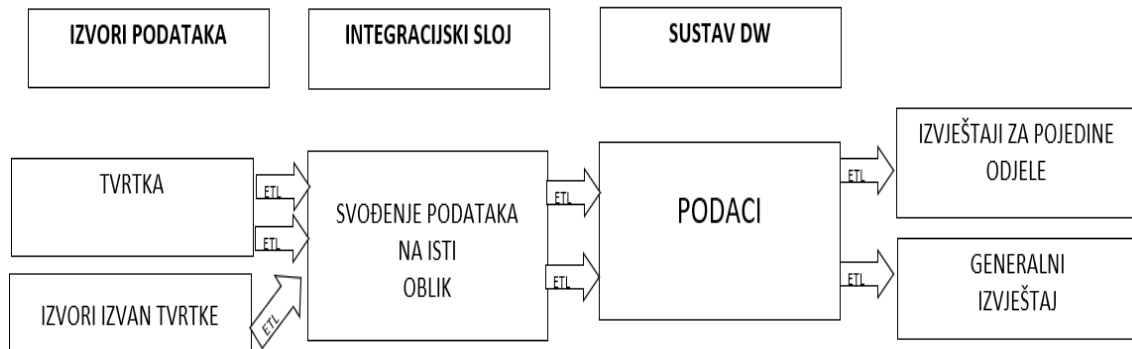 IZVORI PODATAKA
INTEGRACIJSKI SLOJ
SUSTAV DW
TVRTKA
IZVORI IZVAN TVRTKE
ETL
ETL
ETL
SVOĐENJE PODATAKA
NA ISTI
OBLIK
ETL
ETL
PODACI
ETL
ETL
IZVJEŠTAJI ZA POJEDINE
ODJELE
GENERALNI
IZVJEŠTAJ